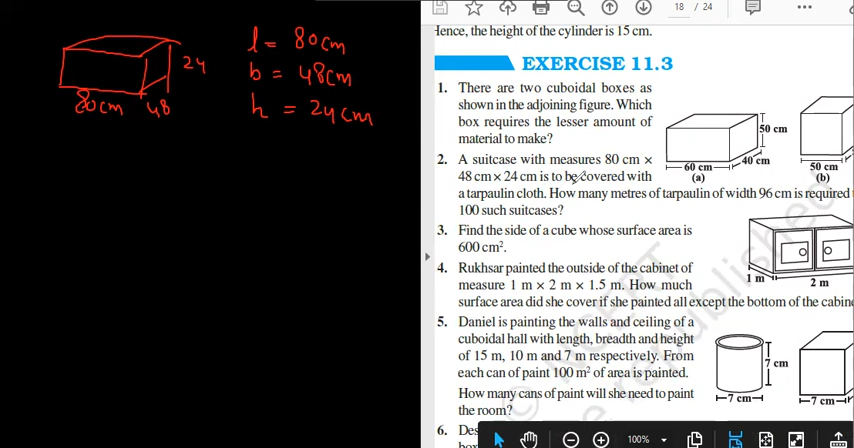 l = 80cm
b = 48cm
h = 24cm
24
80cm 48
18 / 24
Hence, the height of the cylinder is 15 cm.
EXERCISE 11.3
1. There are two cuboidal boxes as
shown in the adjoining figure. Which
box requires the lesser amount of
material to make?
50 cm
40 cm
60 cm
(a)
50 cm
(b)
2. A suitcase with measures 80 cm ×
48 cm × 24 cm is to be covered with
a tarpaulin cloth. How many metres of tarpaulin of width 96 cm is required
100 such suitcases?
3. Find the side of a cube whose surface area is
600 cm².
4. Rukhsar painted the outside of the cabinet of
measure 1 m × 2 m × 1.5 m. How much
surface area did she cover if she painted all except the bottom of the cabine
1 m
2 m
5. Daniel is painting the walls and ceiling of a
cuboidal hall with length, breadth and height
of 15 m, 10 m and 7 m respectively. From
each can of paint 100 m² of area is painted.
How many cans of paint will she need to paint
the room?
7 cm
7 cm
7 cm
6. Des
100%
© NCERT
be republished